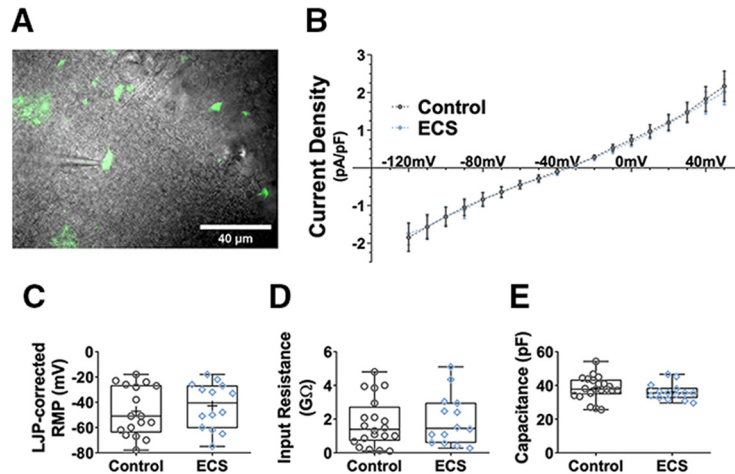 A
40 µm
B
Current Density
(pA/pF)
3
2
1
-1
-2
Control
ECS
-120mV -80mV -40mV 0mV 40mV
C
LJP-corrected
RMP (mV)
0
-20
-40
-60
-80
Control ECS
D
Input Resistance
(GΩ)
6
4
2
0
Control ECS
E
Capacitance (pF)
60
40
20
0
Control ECS